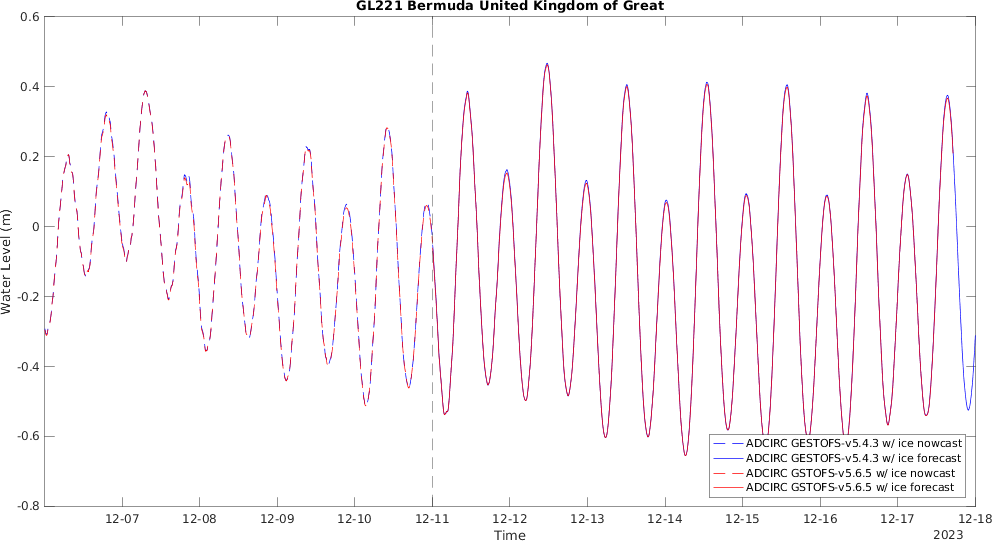 GL221 Bermuda United Kingdom of Great
0.6
0.4
0.2
0
-0.2
-0.4
-0.6
-0.8
Water Level (m)
12-07 12-08 12-09 12-10 12-11 12-12 12-13 12-14 12-15 12-16 12-17 12-18
Time
2023
ADCIRC GESTOFS-v5.4.3 w/ ice nowcast
ADCIRC GESTOFS-v5.4.3 w/ ice forecast
ADCIRC GSTOFS-v5.6.5 w/ ice nowcast
ADCIRC GSTOFS-v5.6.5 w/ ice forecast